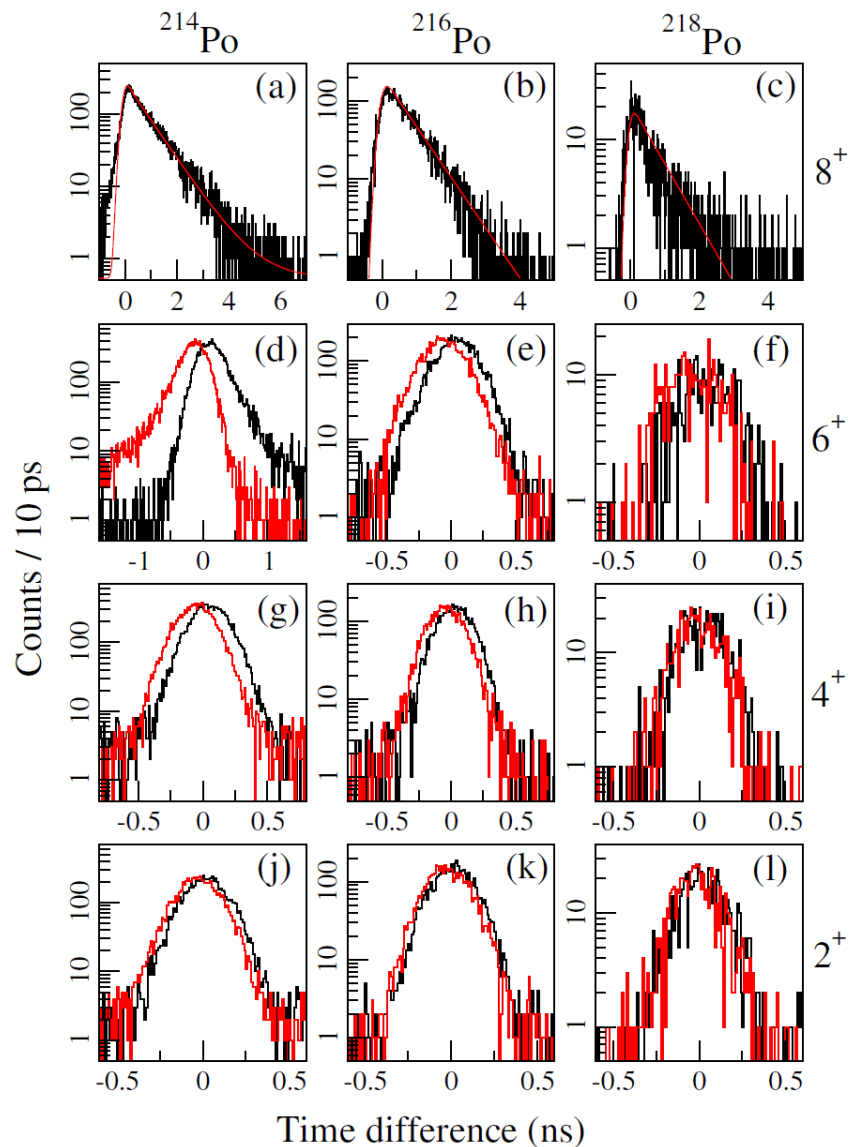 ²¹⁴Po ²¹⁶Po ²¹⁸Po
(a) (b) (c)
100 100 10
10 10 1
1 1
8⁺
0 2 4 6 0 2 4 0 2 4
(d) (e) (f)
100 100 10
10 10 1
1 1
6⁺
-1 0 1 -0.5 0 0.5 -0.5 0 0.5
Counts / 10 ps
(g) (h) (i)
100 100 10
10 10 1
1 1
4⁺
-0.5 0 0.5 -0.5 0 0.5 -0.5 0 0.5
(j) (k) (l)
100 100 10
10 10 1
1 1
2⁺
-0.5 0 0.5 -0.5 0 0.5 -0.5 0 0.5
Time difference (ns)